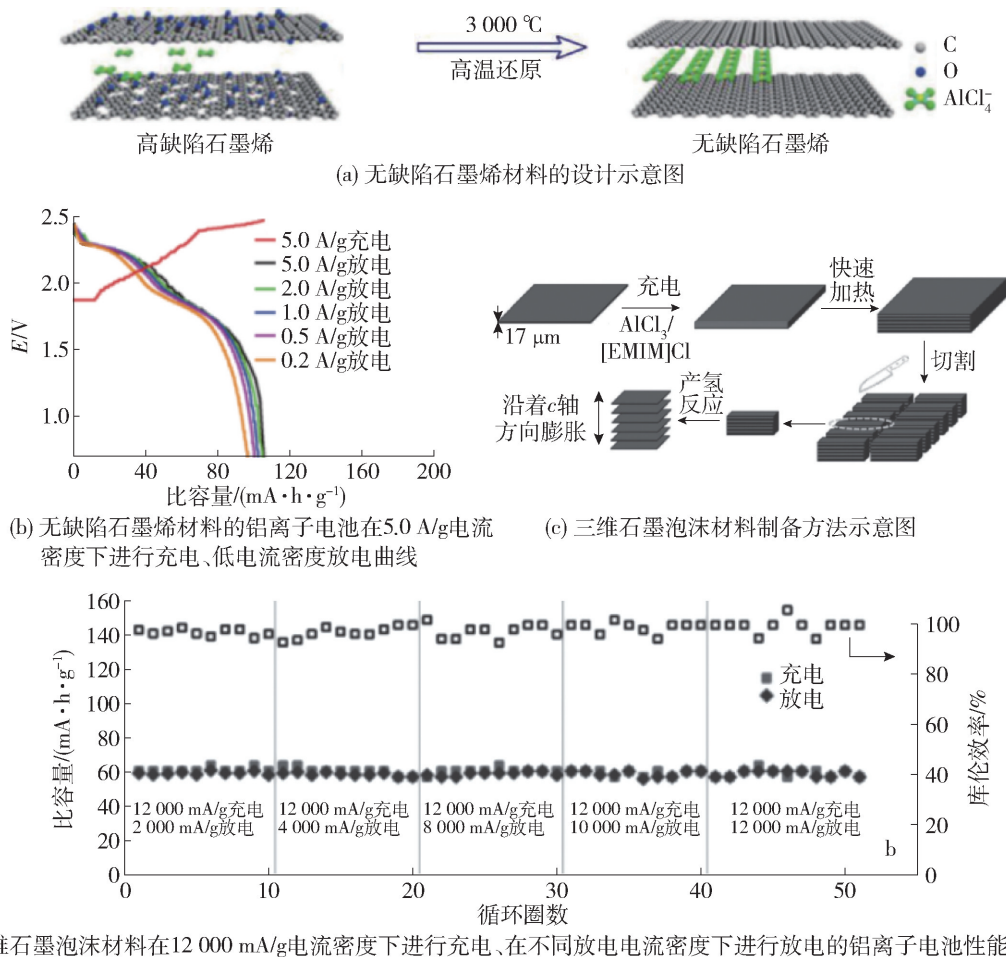 3 000 ℃
高温还原
C
O
AlCl₄⁻
高缺陷石墨烯
无缺陷石墨烯
(a) 无缺陷石墨烯材料的设计示意图
2.5
2.0
1.5
1.0
E/V
0
40
80
120
160
200
比容量/(mA·h·g⁻¹)
5.0 A/g充电
5.0 A/g放电
2.0 A/g放电
1.0 A/g放电
0.5 A/g放电
0.2 A/g放电
(b) 无缺陷石墨烯材料的铝离子电池在5.0 A/g电流
密度下进行充电、低电流密度放电曲线
17 μm
充电
AlCl₃/
[EMIM]Cl
快速
加热
切割
产氢
反应
沿着c轴
方向膨胀
(c) 三维石墨泡沫材料制备方法示意图
160
140
120
100
80
60
40
20
0
比容量/(mA·h·g⁻¹)
充电
放电
12 000 mA/g充电
2 000 mA/g放电
12 000 mA/g充电
4 000 mA/g放电
12 000 mA/g充电
8 000 mA/g放电
12 000 mA/g充电
10 000 mA/g放电
12 000 mA/g充电
12 000 mA/g放电
b
100
80
60
40
20
0
库伦效率/%
0
10
20
30
40
50
循环圈数
维石墨泡沫材料在12 000 mA/g电流密度下进行充电、在不同放电电流密度下进行放电的铝离子电池性能